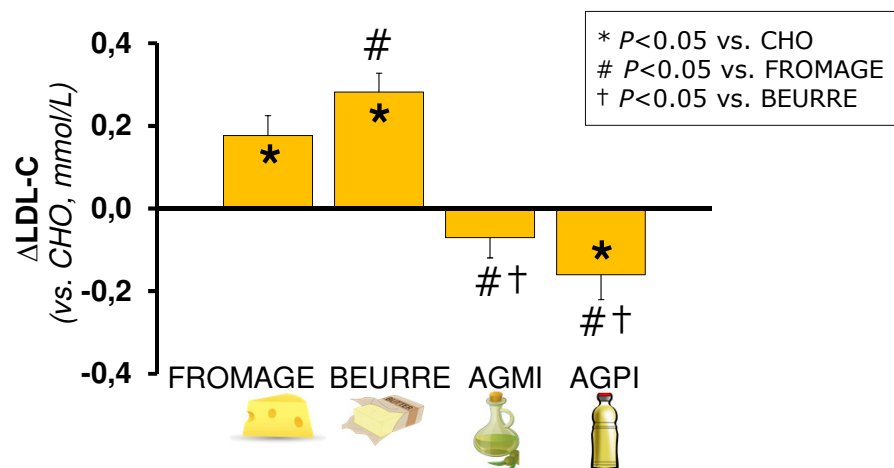 0,4
0,2
0,0
-0,2
-0,4
ΔLDL-C
(vs. CHO, mmol/L)
*
#
*
#†
*
#†
* P<0.05 vs. CHO
# P<0.05 vs. FROMAGE
† P<0.05 vs. BEURRE
FROMAGE BEURRE AGMI AGPI
BUTTER